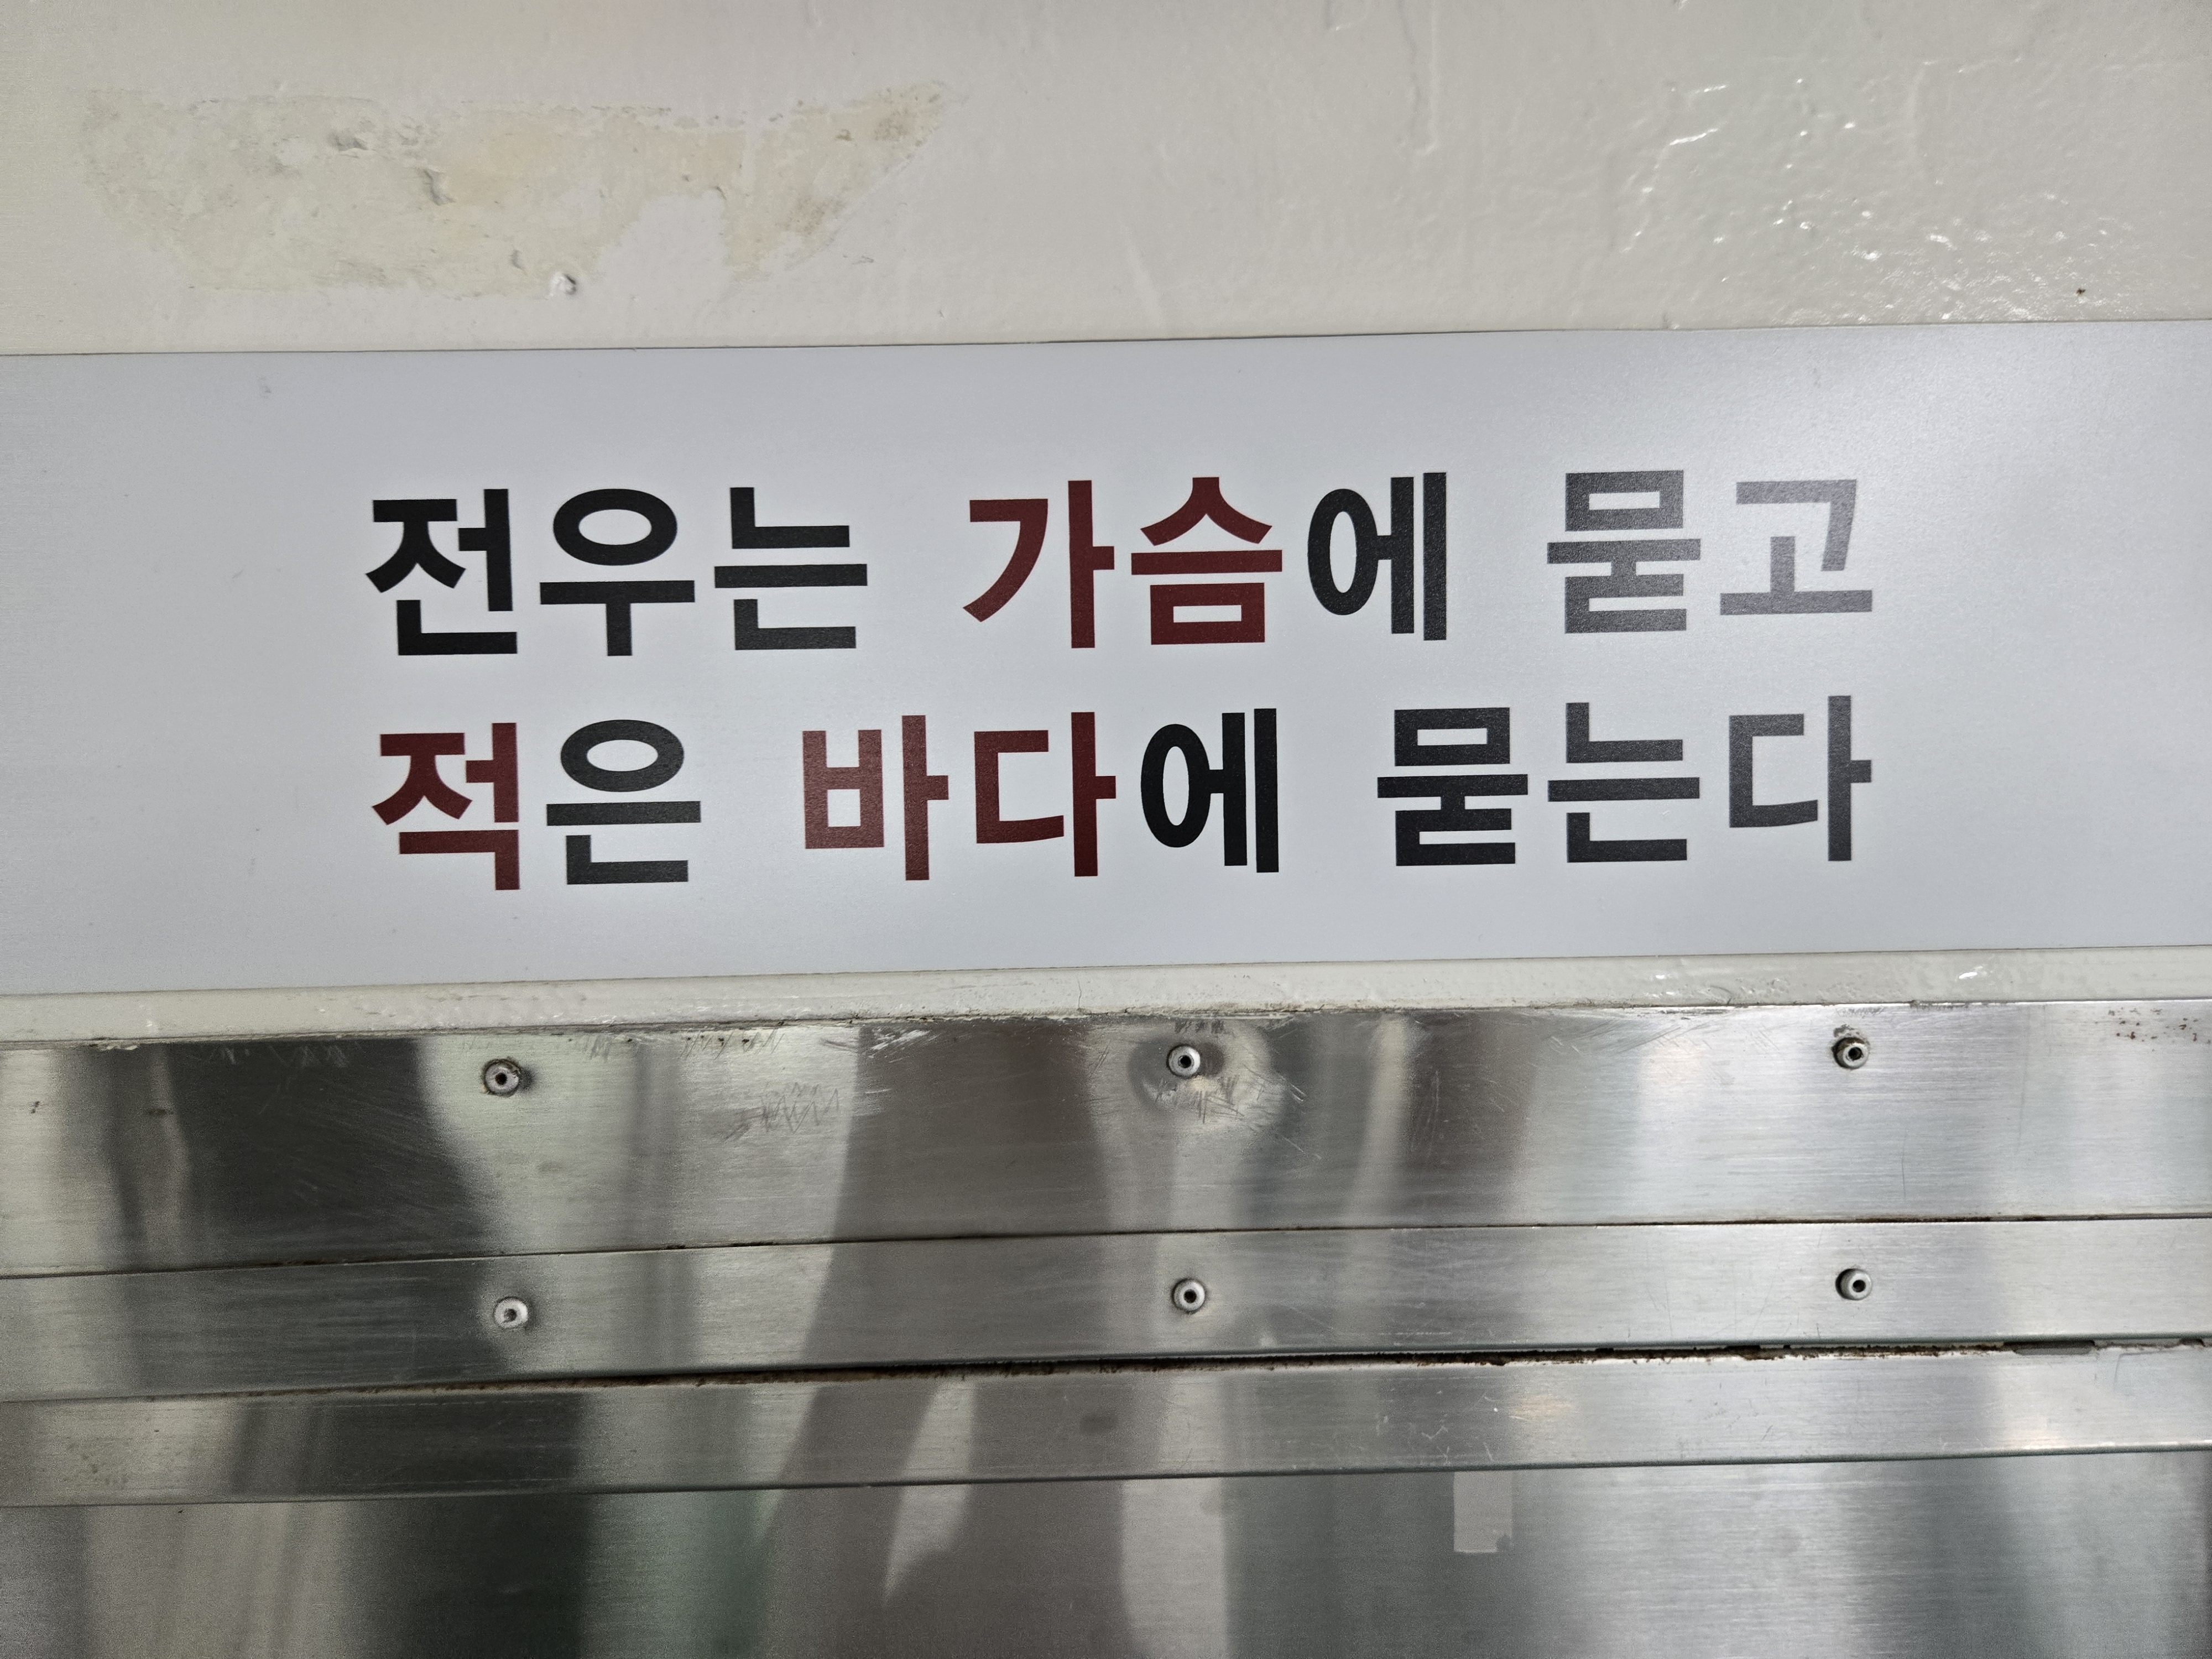 전우는 가슴에 묻고
적은 바다에 묻는다